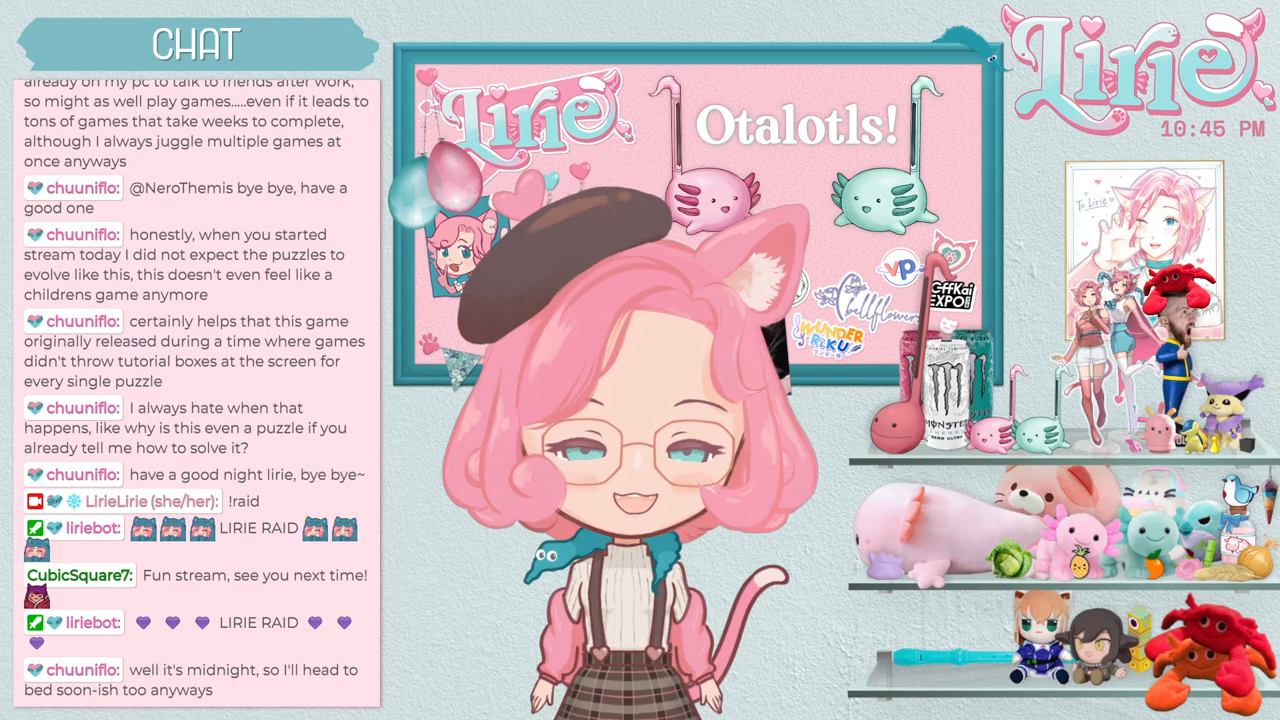 CHAT
already on my pc to talk to friends after work,
so might as well play games.....even if it leads to
tons of games that take weeks to complete,
although I always juggle multiple games at
once anyways
chuuniflo: @NeroThemis bye bye, have a
good one
chuuniflo: honestly, when you started
stream today I did not expect the puzzles to
evolve like this, this doesn't even feel like a
childrens game anymore
chuuniflo: certainly helps that this game
originally released during a time where games
didn't throw tutorial boxes at the screen for
every single puzzle
chuuniflo: I always hate when that
happens, like why is this even a puzzle if you
already tell me how to solve it?
chuuniflo: have a good night lirie, bye bye~
LirieLirie (she/her): !raid
liriebot: LIRIE RAID
CubicSquare7: Fun stream, see you next time!
liriebot: LIRIE RAID
chuuniflo: well it's midnight, so I'll head to
bed soon-ish too anyways
Lirie
Otalotls!
VP
bellflower
WUNDER
RiKU
OffKai
EXPO
MONSTER
ZERO ULTRA
Lirie
10:45 PM
To Lirie